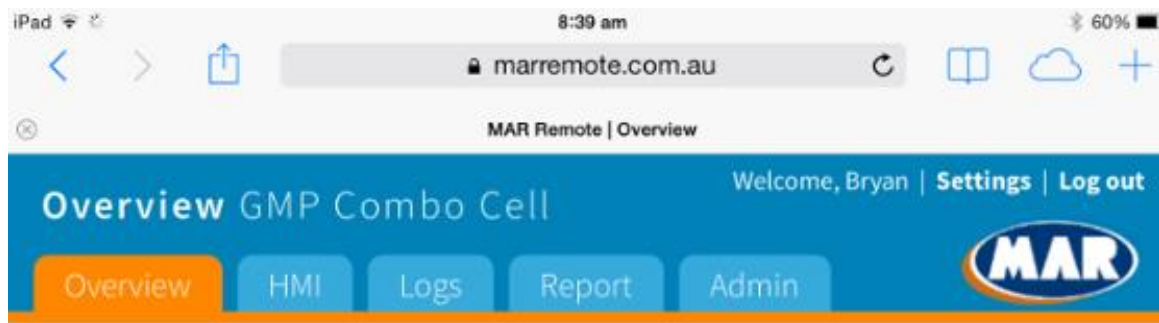 iPad 8:39 am 60%
marremote.com.au
MAR Remote | Overview
Welcome, Bryan | Settings | Log out
Overview GMP Combo Cell
MAR
Overview HMI Logs Report Admin